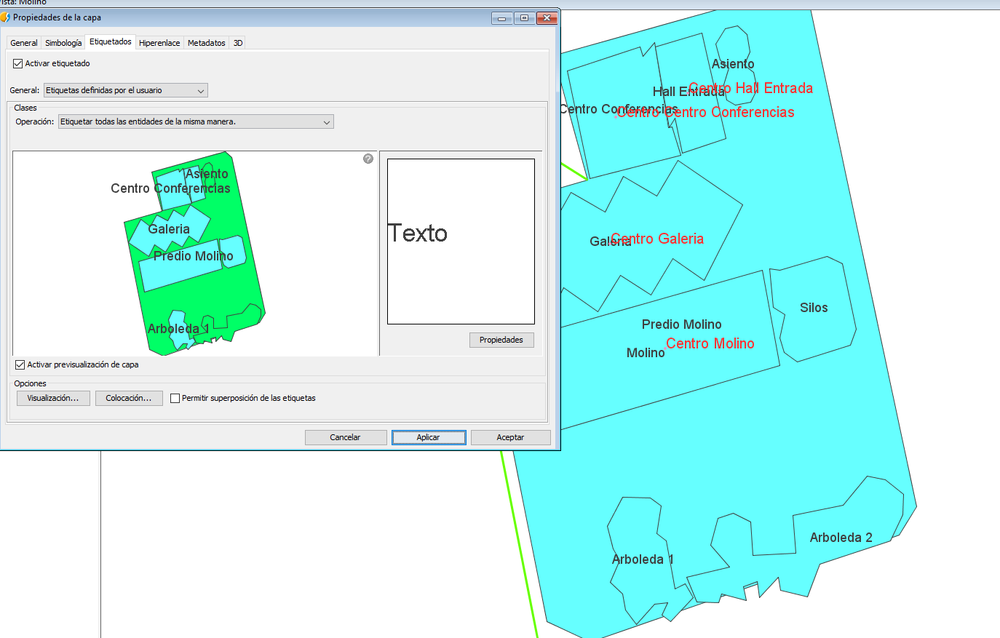 Vista: Molino
Propiedades de la capa
General Simbología Etiquetados Hiperenlace Metadatos 3D
Activar etiquetado
General: Etiquetas definidas por el usuario
Clases
Operación: Etiquetar todas las entidades de la misma manera.
?
Asiento
Centro Conferencias
Galeria
Predio Molino
Arboleda 1
Texto
Propiedades
Activar previsualización de capa
Opciones
Visualización... Colocación... Permitir superposición de las etiquetas
Cancelar Aplicar Aceptar
Asiento
Hall Entrada
Centro Hall Entrada
Centro Conferencias
Centro Centro Conferencias
Galeria
Centro Galeria
Silos
Predio Molino
Centro Molino
Molino
Arboleda 2
Arboleda 1